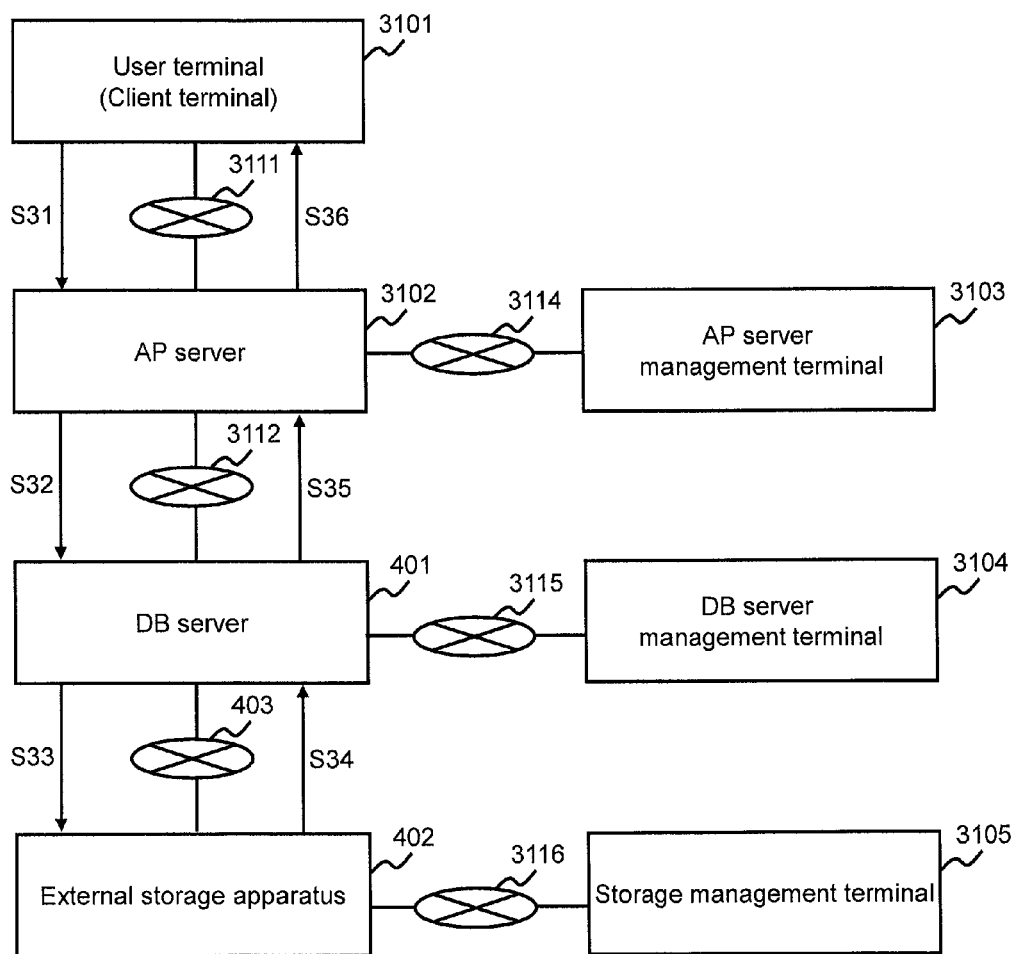 3101
User terminal
(Client terminal)
3111
S31
S36
3102
3114
3103
AP server
AP server
management terminal
3112
S32
S35
401
3115
3104
DB server
DB server
management terminal
403
S33
S34
402
3116
3105
External storage apparatus
Storage management terminal